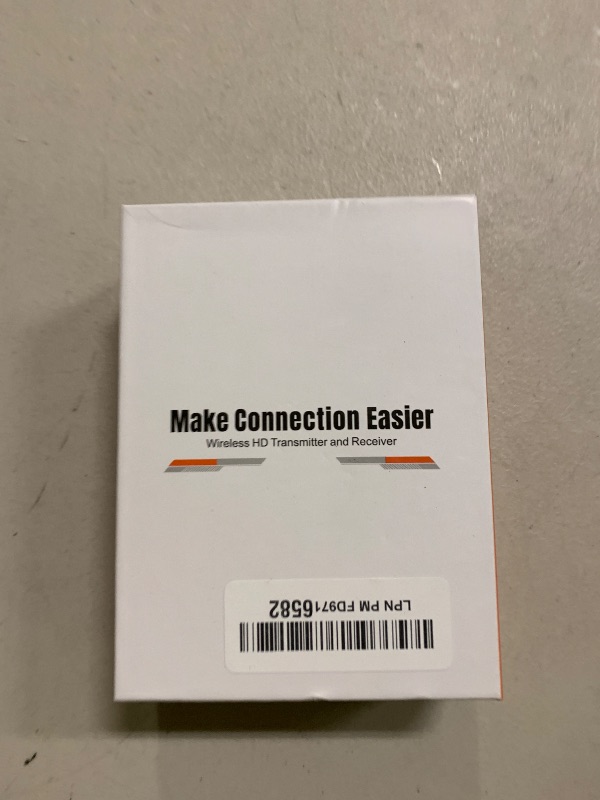 Make Connection Easier
Wireless HD Transmitter and Receiver
LPN PM FD9716582